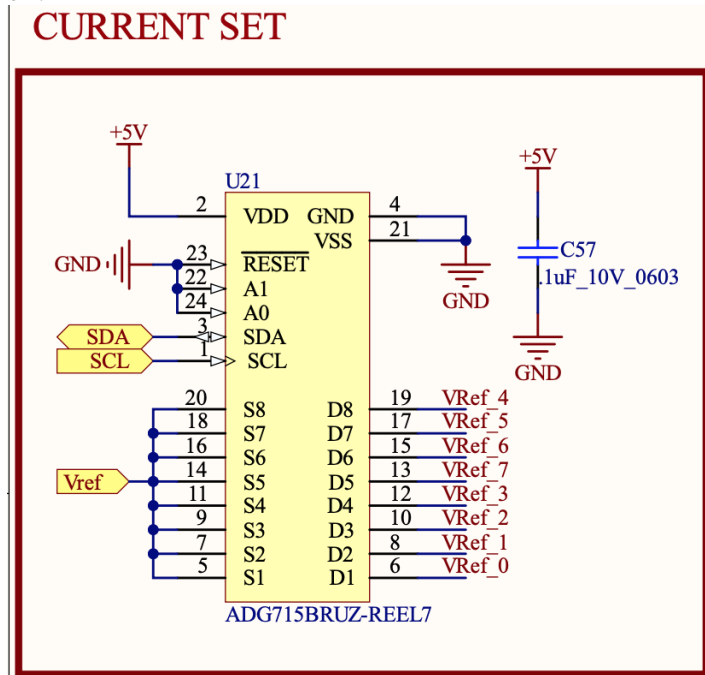 CURRENT SET
+5V
+5V
U21
2 VDD GND 4
VSS 21
GND 23 RESET
22 A1
24 A0
SDA 3 SDA
SCL 1 SCL
GND
C57
.1uF_10V_0603
GND
20 S8 D8 19 VRef_4
18 S7 D7 17 VRef_5
16 S6 D6 15 VRef_6
Vref 14 S5 D5 13 VRef_7
11 S4 D4 12 VRef_3
9 S3 D3 10 VRef_2
7 S2 D2 8 VRef_1
5 S1 D1 6 VRef_0
ADG715BRUZ-REEL7